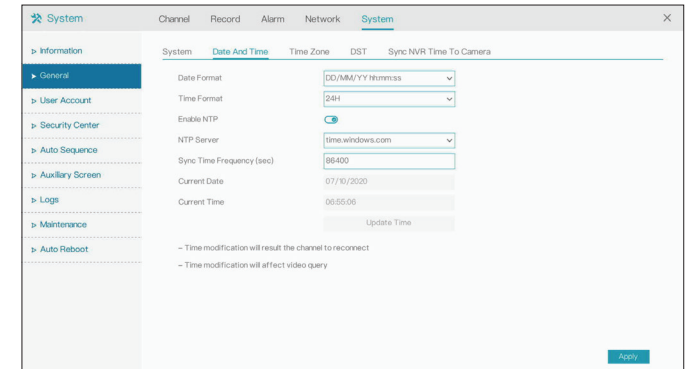 System
Channel Record Alarm Network System
Information
General
User Account
Security Center
Auto Sequence
Auxiliary Screen
Logs
Maintenance
Auto Reboot
System Date And Time Time Zone DST Sync NVR Time To Camera
Date Format DD/MM/YY hh:mm:ss
Time Format 24H
Enable NTP
NTP Server time.windows.com
Sync Time Frequency (sec) 86400
Current Date 07/10/2020
Current Time 06:55:06
Update Time
– Time modification will result the channel to reconnect
– Time modification will affect video query
Apply